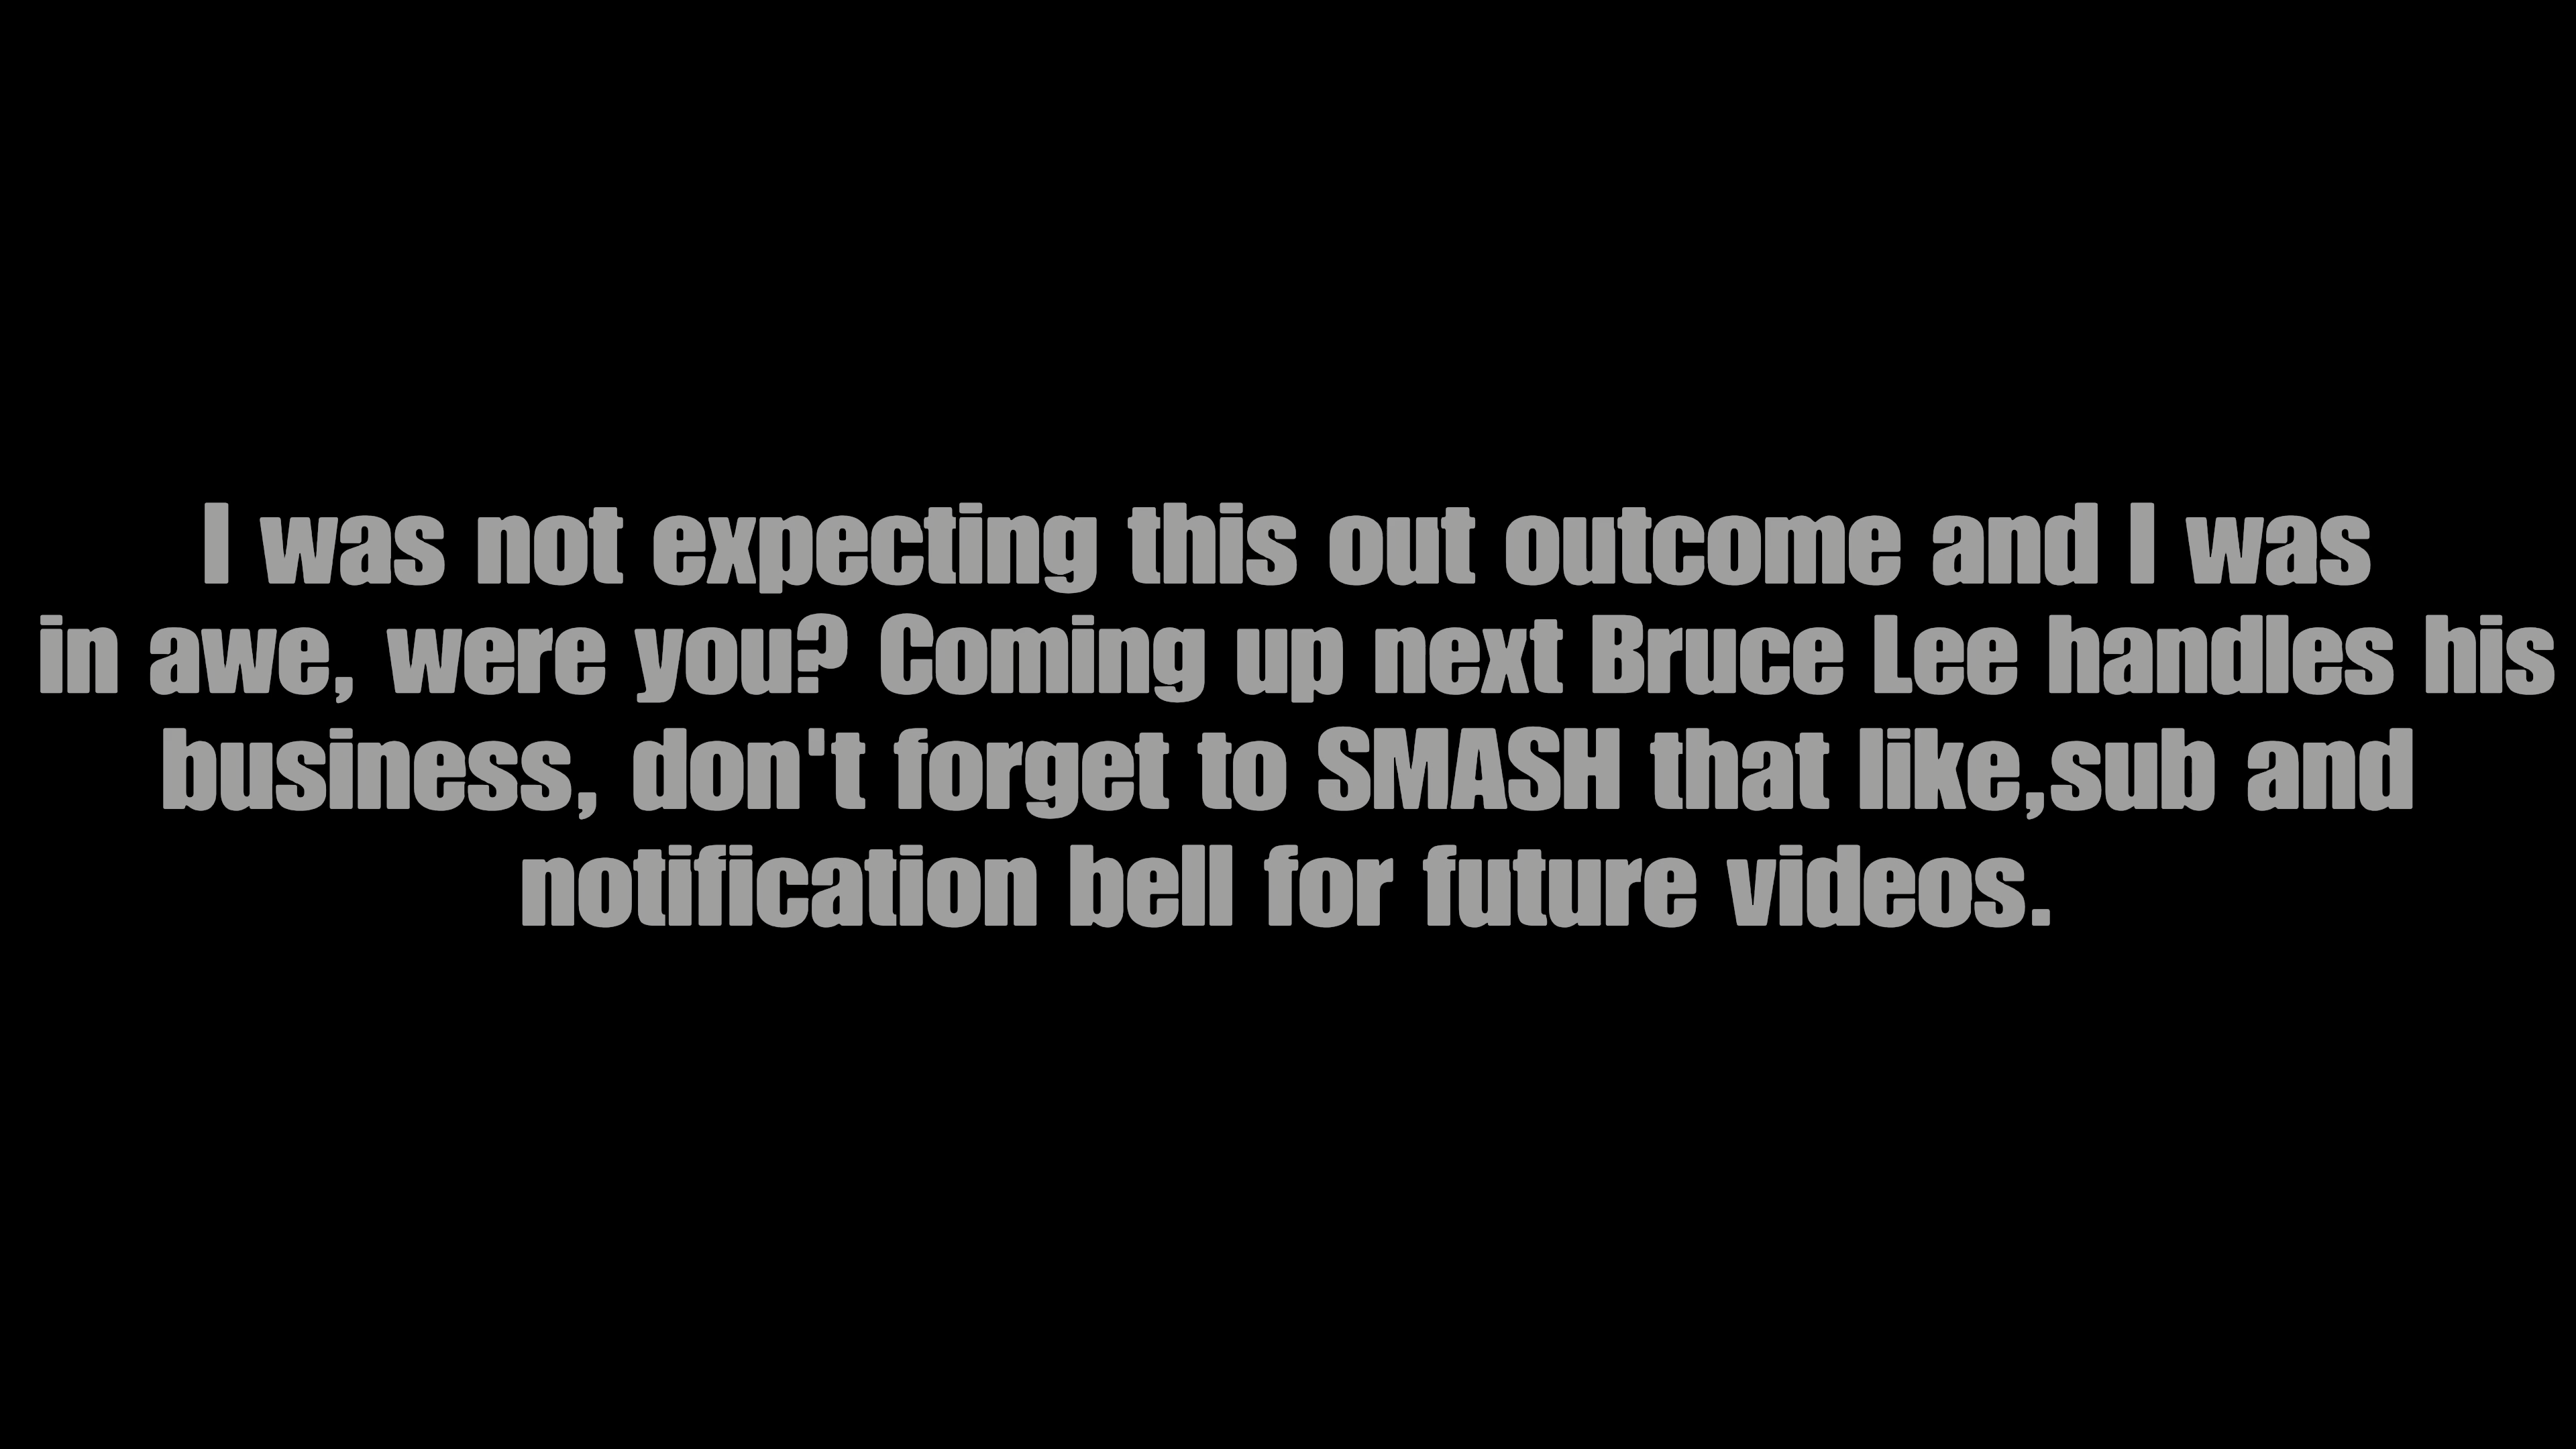 I was not expecting this out outcome and I was
in awe, were you? Coming up next Bruce Lee handles his
business, don't forget to SMASH that like,sub and
notification bell for future videos.